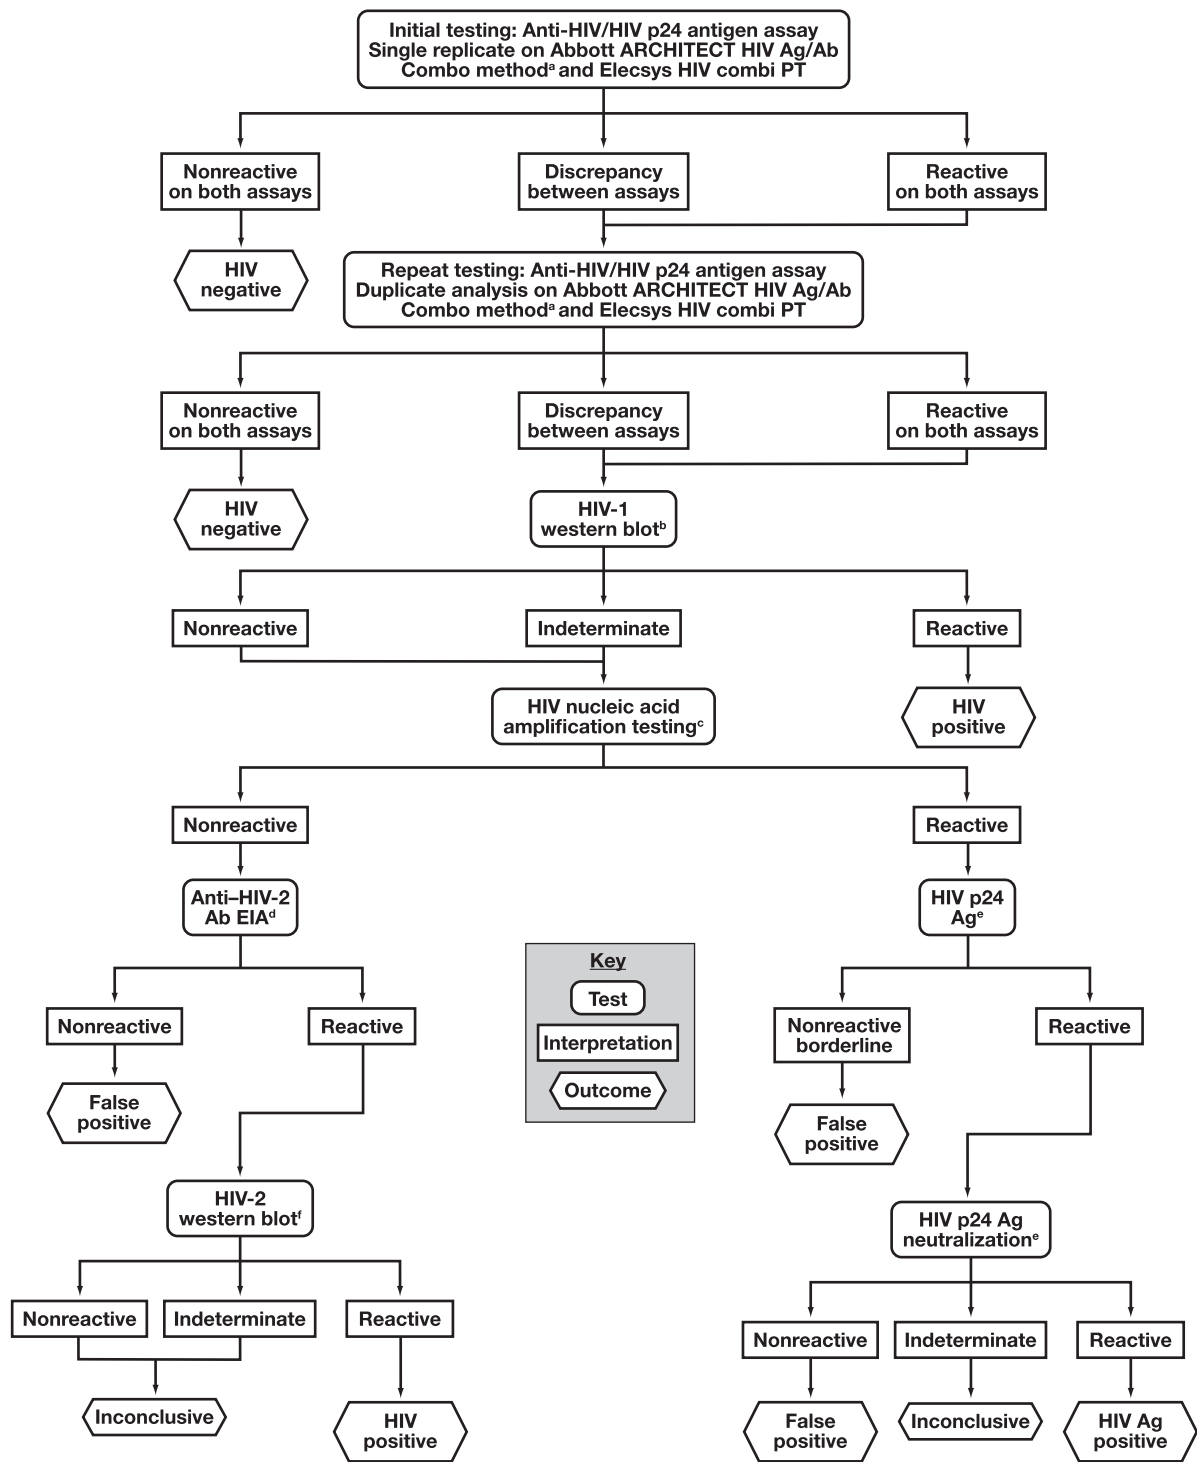 Initial testing: Anti-HIV/HIV p24 antigen assay
Single replicate on Abbott ARCHITECT HIV Ag/Ab
Combo methodᵃ and Elecsys HIV combi PT
Nonreactive
on both assays
Discrepancy
between assays
Reactive
on both assays
HIV
negative
Repeat testing: Anti-HIV/HIV p24 antigen assay
Duplicate analysis on Abbott ARCHITECT HIV Ag/Ab
Combo methodᵃ and Elecsys HIV combi PT
Nonreactive
on both assays
Discrepancy
between assays
Reactive
on both assays
HIV
negative
HIV-1
western blotᵇ
Nonreactive
Indeterminate
Reactive
HIV nucleic acid
amplification testingᶜ
HIV
positive
Nonreactive
Reactive
Anti–HIV-2
Ab EIAᵈ
HIV p24
Agᵉ
Key
Test
Interpretation
Outcome
Nonreactive
Reactive
Nonreactive
borderline
Reactive
False
positive
False
positive
HIV-2
western blotᶠ
HIV p24 Ag
neutralizationᵉ
Nonreactive
Indeterminate
Reactive
Nonreactive
Indeterminate
Reactive
Inconclusive
HIV
positive
False
positive
Inconclusive
HIV Ag
positive